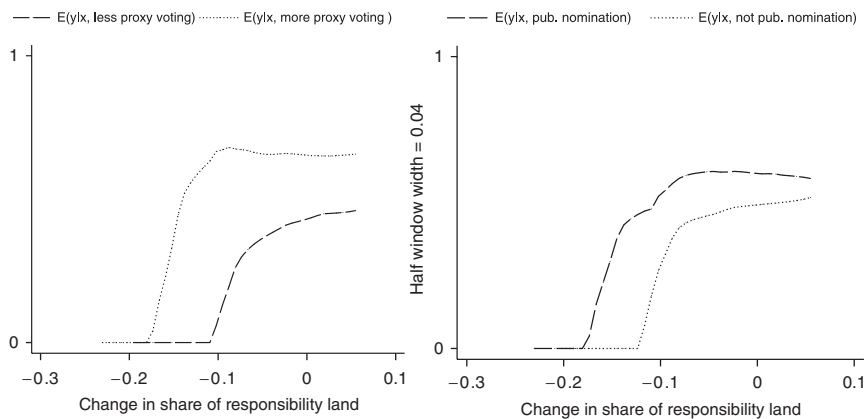 E(y|x, less proxy voting) E(y|x, more proxy voting )
1
0
−0.3 −0.2 −0.1 0 0.1
Change in share of responsibility land
E(y|x, pub. nomination) E(y|x, not pub. nomination)
Half window width = 0.04
1
0
−0.3 −0.2 −0.1 0 0.1
Change in share of responsibility land